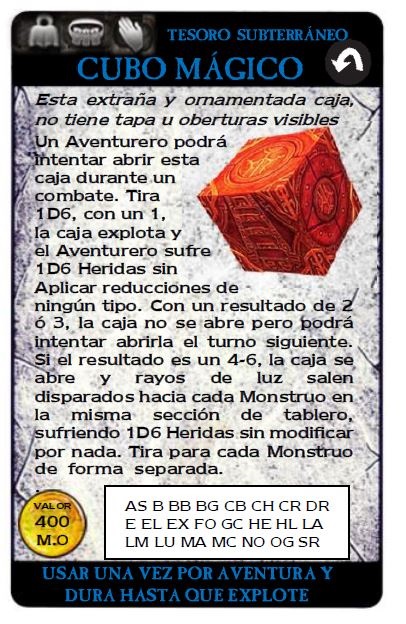 TESORO SUBTERRÁNEO
CUBO MÁGICO
Esta extraña y ornamentada caja,
no tiene tapa u oberturas visibles
Un Aventurero podrá
intentar abrir esta
caja durante un
combate. Tira
1D6, con un 1,
la caja explota y
el Aventurero sufre
1D6 Heridas sin
Aplicar reducciones de
ningún tipo. Con un resultado de 2
ó 3, la caja no se abre pero podrá
intentar abrirla el turno siguiente.
Si el resultado es un 4-6, la caja se
abre y rayos de luz salen
disparados hacia cada Monstruo en
la misma sección de tablero,
sufriendo 1D6 Heridas sin modificar
por nada. Tira para cada Monstruo
de forma separada.
.
VALOR
400
M.O
AS B BB BG CB CH CR DR
E EL EX FO GC HE HL LA
LM LU MA MC NO OG SR
USAR UNA VEZ POR AVENTURA Y
DURA HASTA QUE EXPLOTE